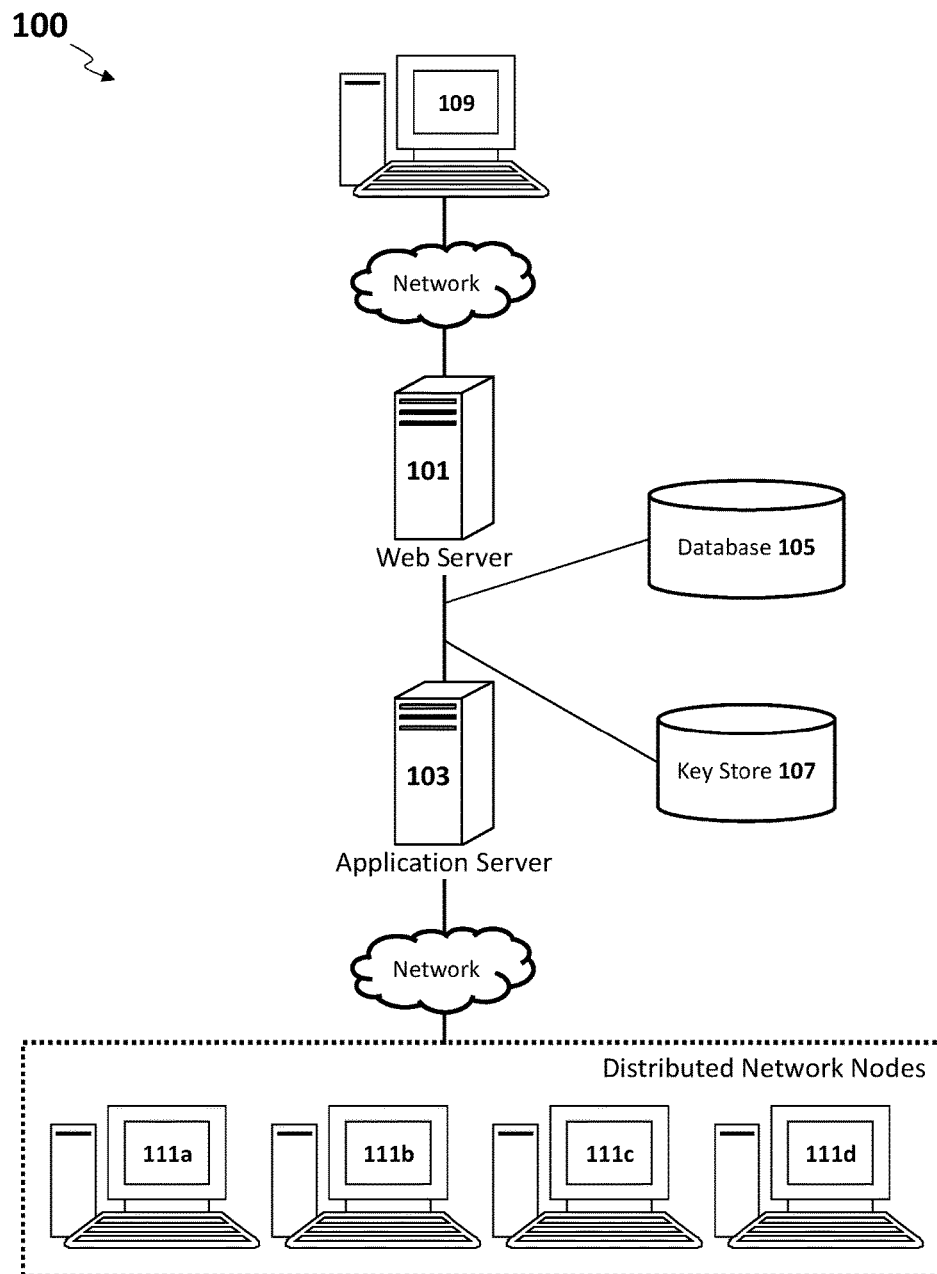 100
109
Network
101
Web Server
Database 105
103
Key Store 107
Application Server
Network
Distributed Network Nodes
111a
111b
111c
111d